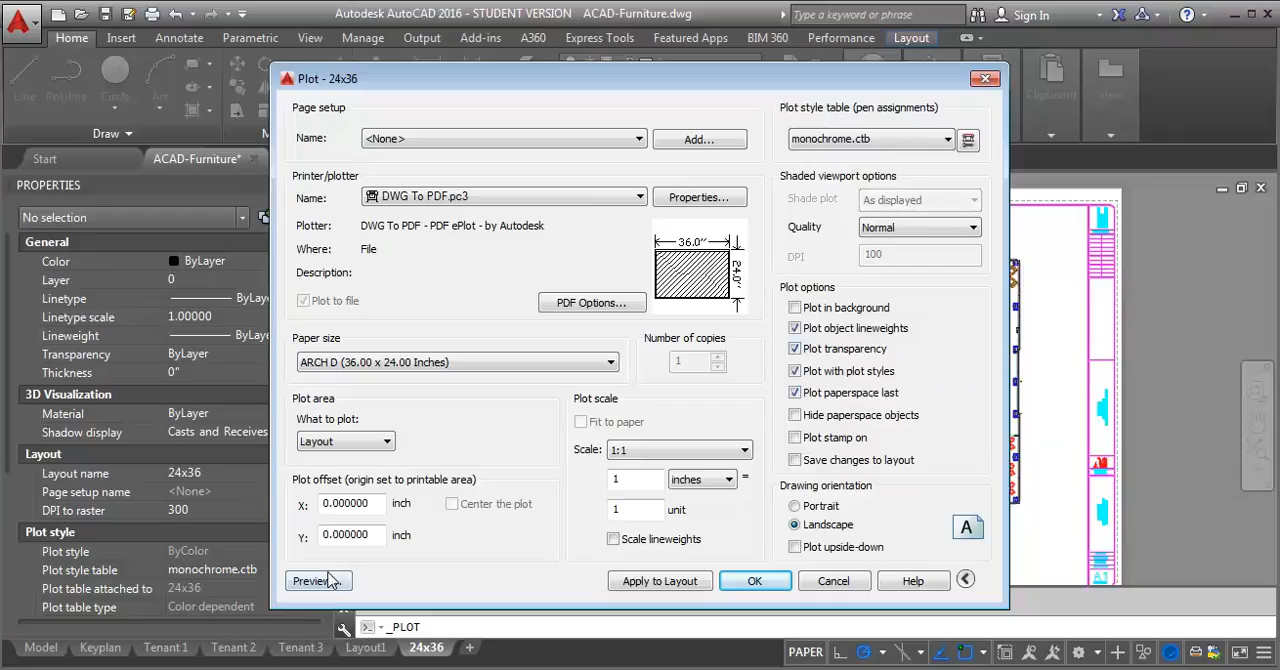 Autodesk AutoCAD 2016 - STUDENT VERSION ACAD-Furniture.dwg
Type a keyword or phrase
Sign In
Home Insert Annotate Parametric View Manage Output Add-ins A360 Express Tools Featured Apps BIM 360 Performance Layout
Line Polyline Circle Arc
Clipboard
Draw
Start ACAD-Furniture*
PROPERTIES
No selection
General
Color ByLayer
Layer 0
Linetype ByLayer
Linetype scale 1.00000
Lineweight ByLayer
Transparency ByLayer
Thickness 0"
3D Visualization
Material ByLayer
Shadow display Casts and Receives
Layout
Layout name 24x36
Page setup name <None>
DPI to raster 300
Plot style
Plot style ByColor
Plot style table monochrome.ctb
Plot table attached to 24x36
Plot table type Color dependent
Plot - 24x36
Page setup
Name: <None> Add...
Printer/plotter
Name: DWG To PDF.pc3 Properties...
Plotter: DWG To PDF - PDF ePlot - by Autodesk
Where: File
Description:
Plot to file PDF Options...
36.0''
24.0''
Paper size
ARCH D (36.00 x 24.00 Inches)
Number of copies
1
Plot area
What to plot:
Layout
Plot offset (origin set to printable area)
X: 0.000000 inch Center the plot
Y: 0.000000 inch
Plot scale
Fit to paper
Scale: 1:1
1 inches =
1 unit
Scale lineweights
Plot style table (pen assignments)
monochrome.ctb
Shaded viewport options
Shade plot As displayed
Quality Normal
DPI 100
Plot options
Plot in background
Plot object lineweights
Plot transparency
Plot with plot styles
Plot paperspace last
Hide paperspace objects
Plot stamp on
Save changes to layout
Drawing orientation
Portrait
Landscape
Plot upside-down
A
Preview... Apply to Layout OK Cancel Help
A1
_PLOT
Model Keyplan Tenant 1 Tenant 2 Tenant 3 Layout1 24x36 +
PAPER